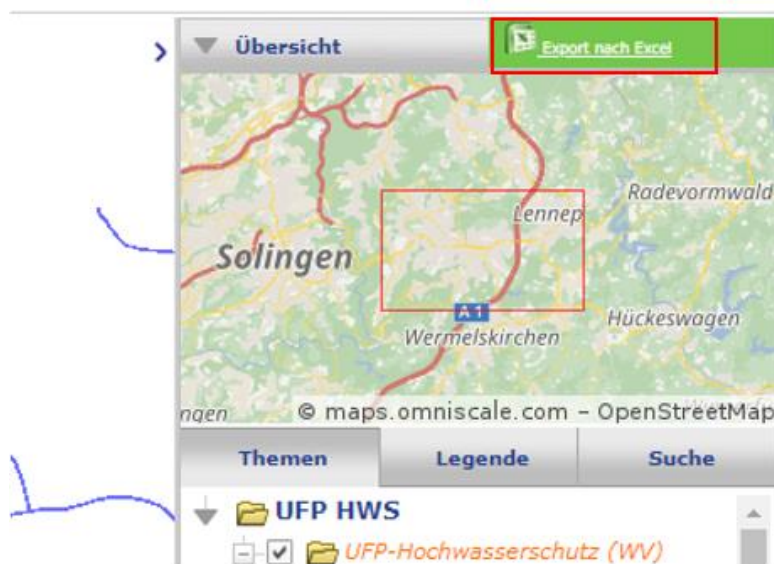 Übersicht
Export nach Excel
Radevormwald
Lennep
Solingen
A 1
Hückeswagen
Wermelskirchen
ngen
© maps.omniscale.com – OpenStreetMap
Themen
Legende
Suche
UFP HWS
UFP-Hochwasserschutz (WV)